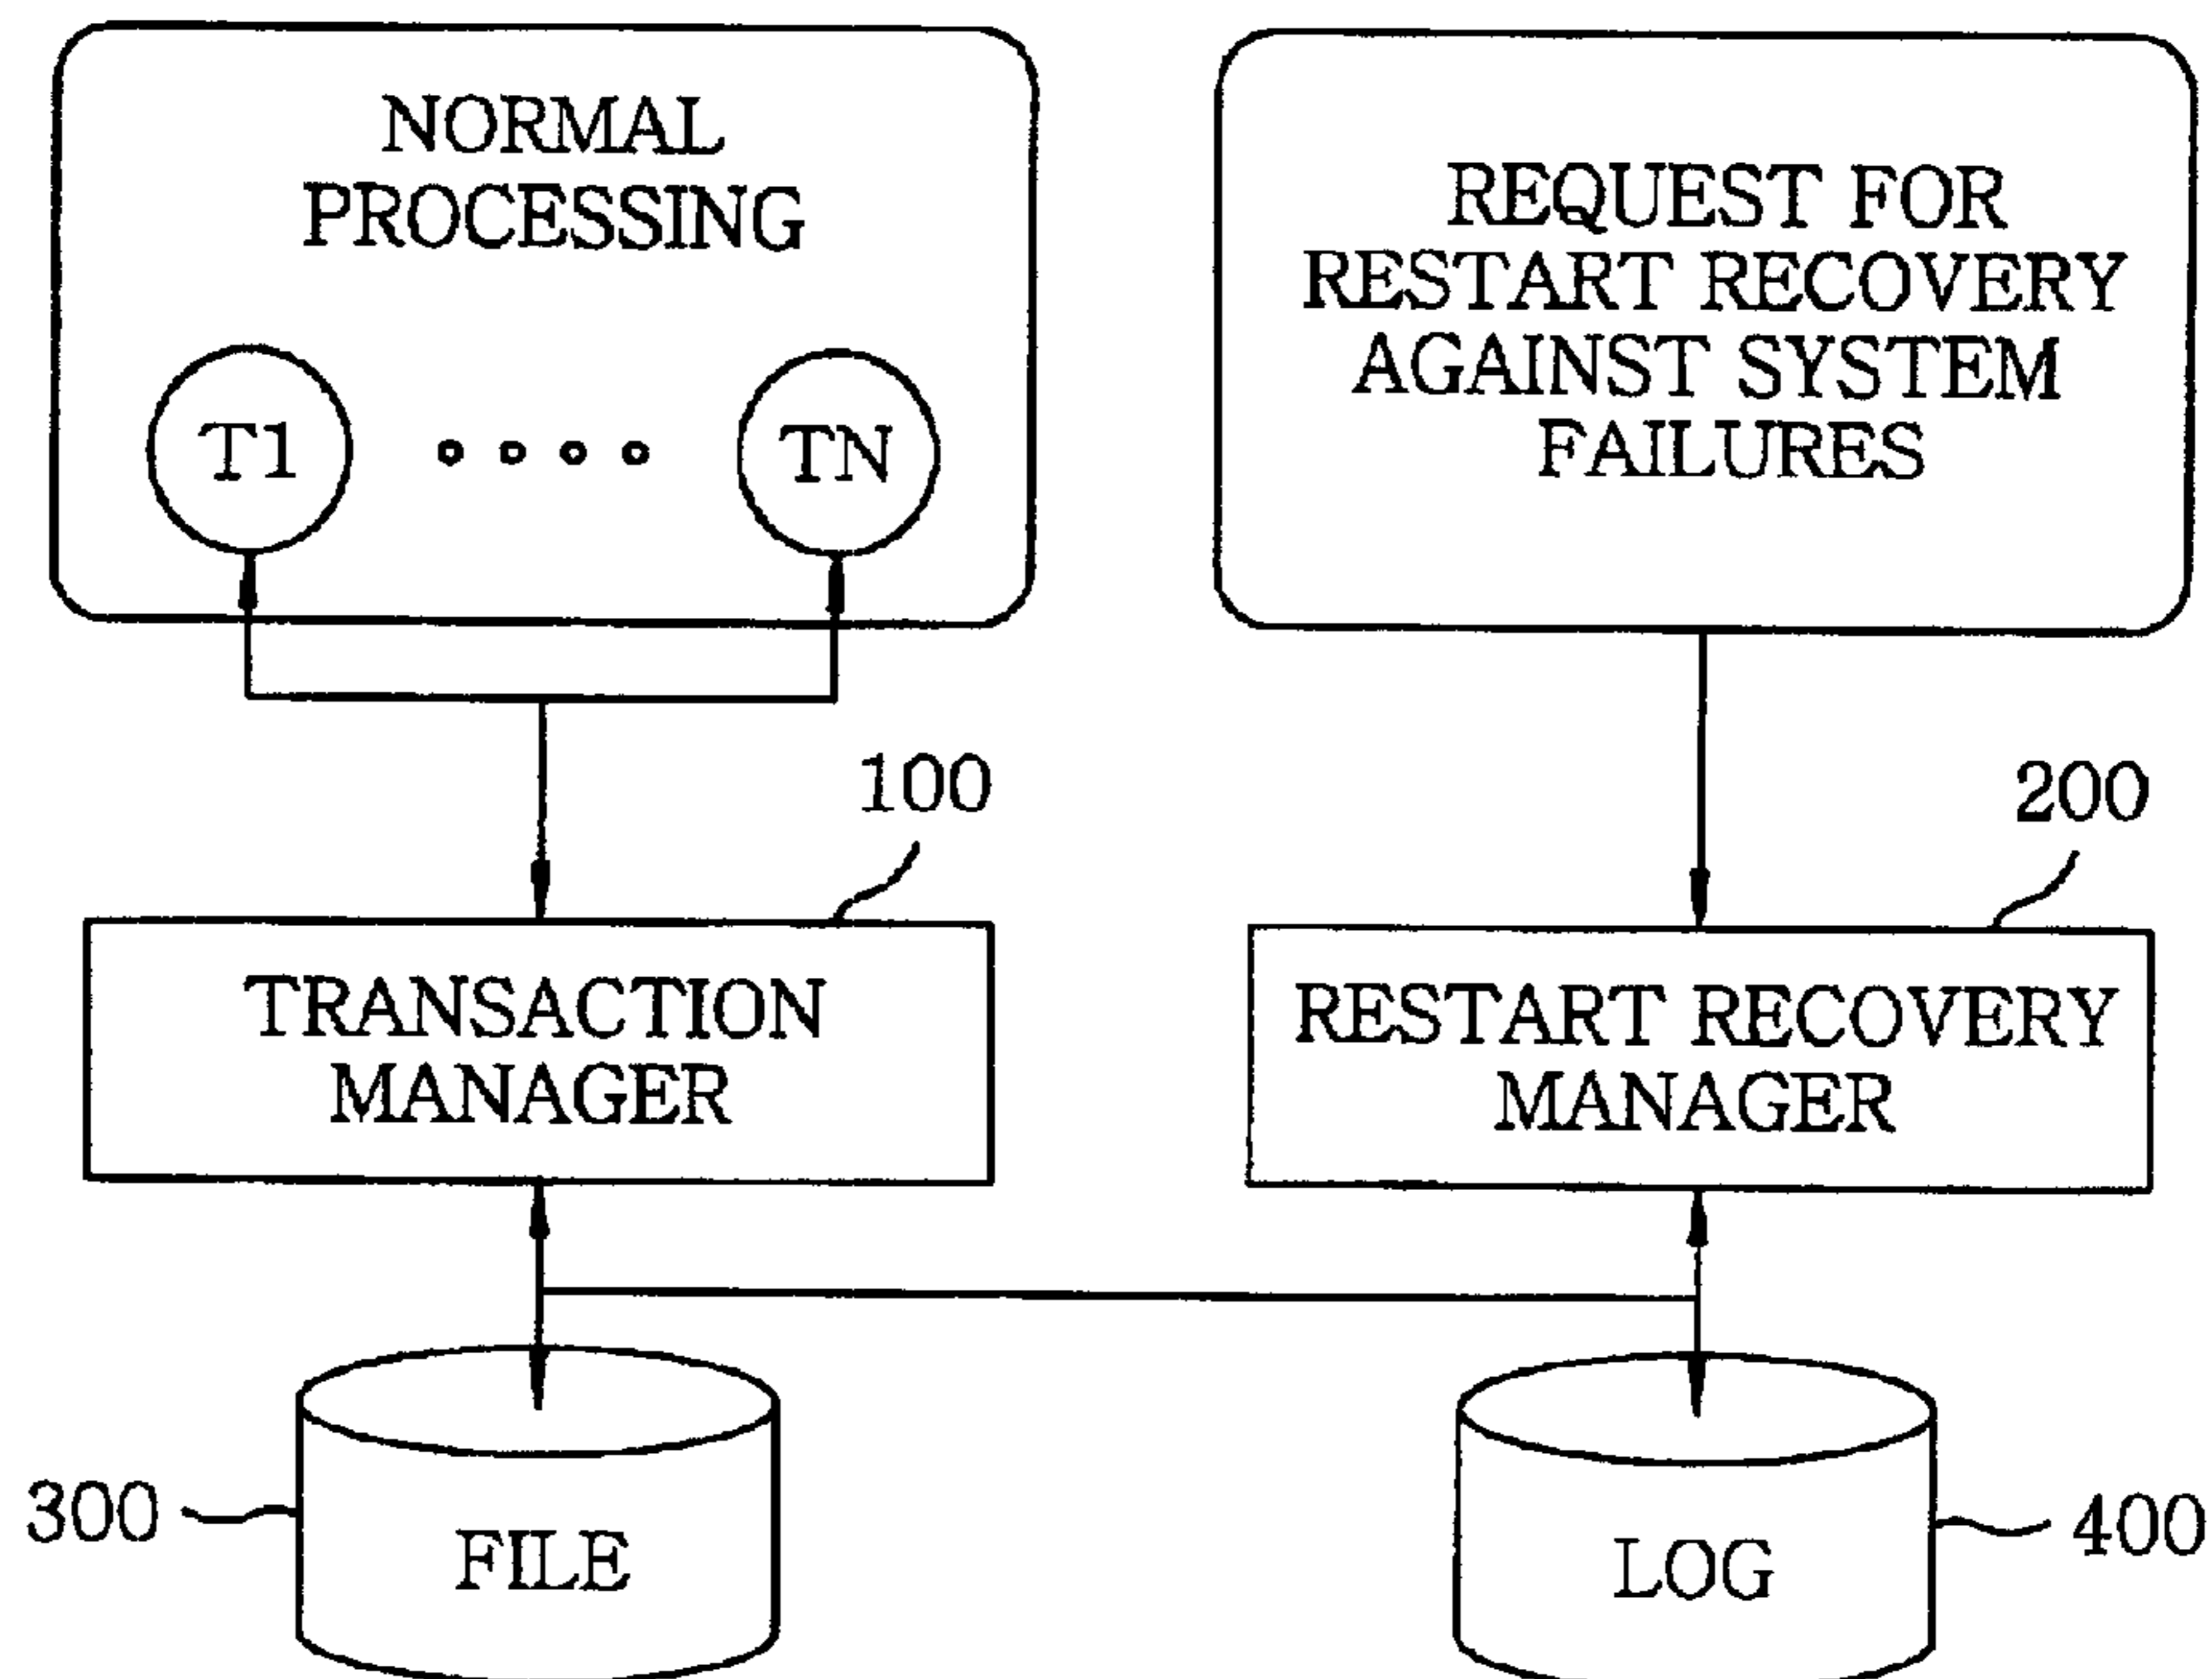 NORMAL
PROCESSING
T1
TN
REQUEST FOR
RESTART RECOVERY
AGAINST SYSTEM
FAILURES
100
200
TRANSACTION
MANAGER
RESTART RECOVERY
MANAGER
300
FILE
LOG
400